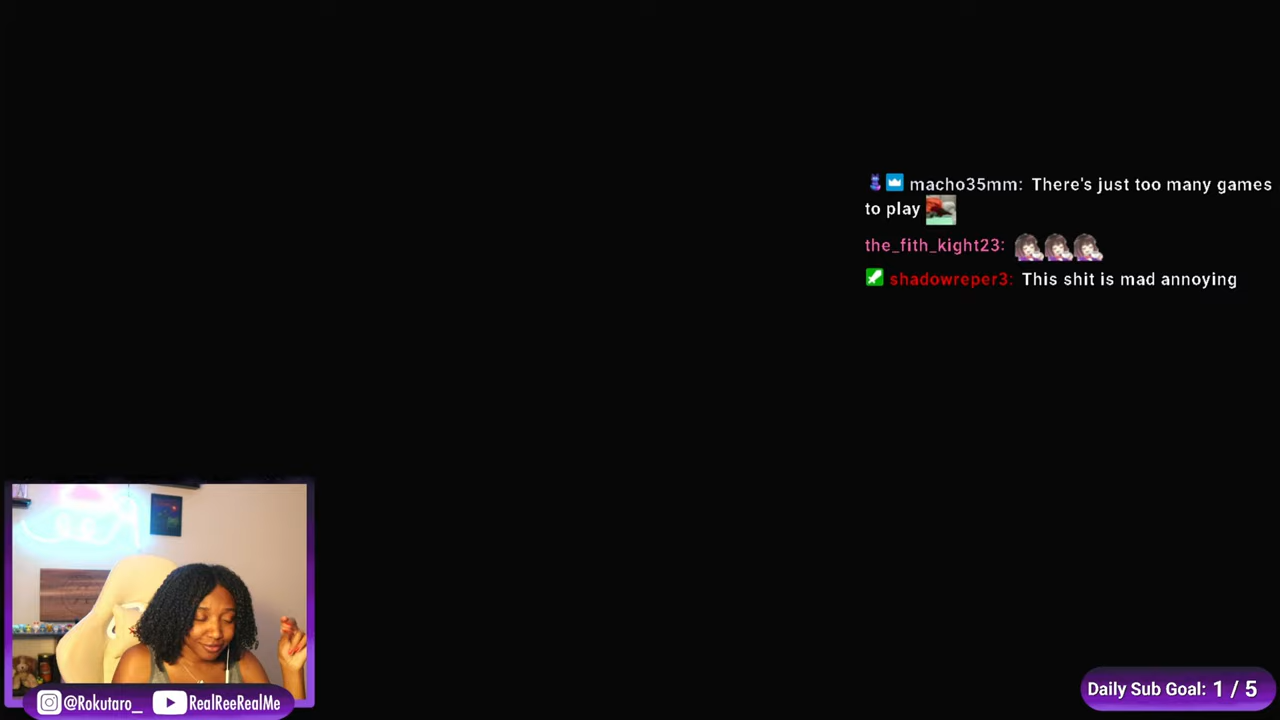 macho35mm: There's just too many games
to play
the_fith_kight23:
shadowreper3: This shit is mad annoying
@Rokutaro_ RealReeRealMe
Daily Sub Goal: 1 / 5